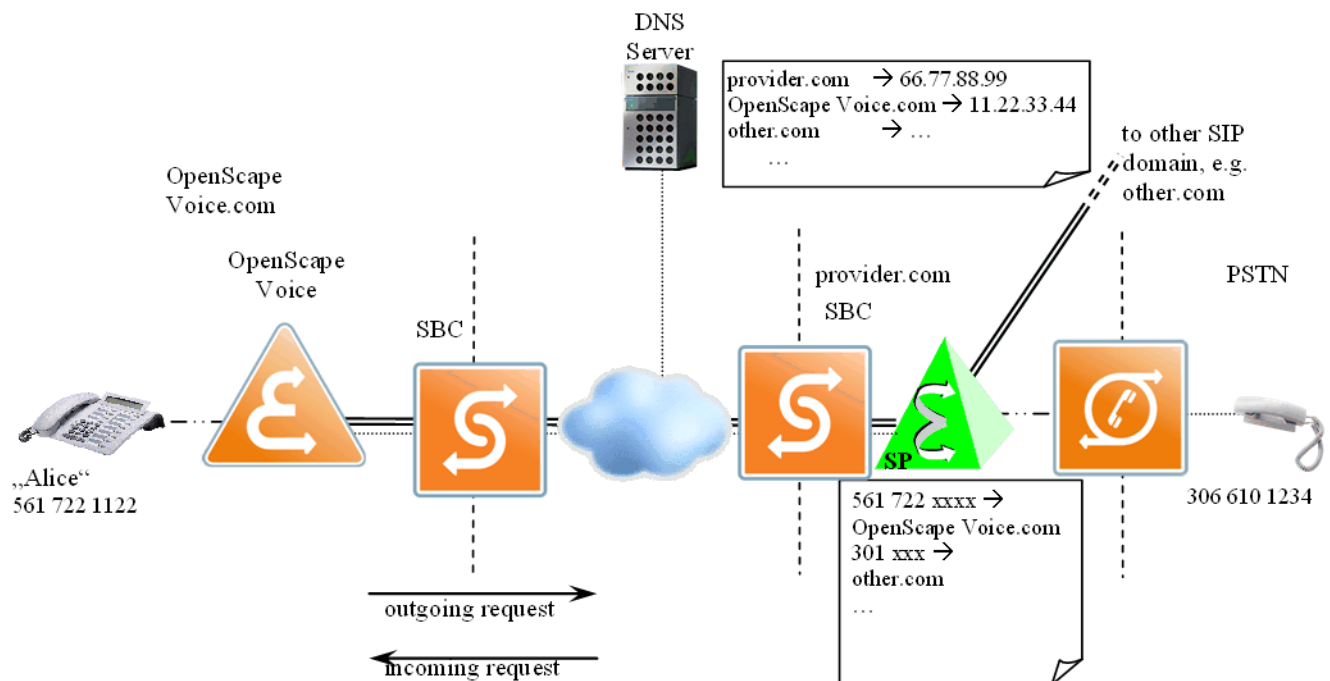 DNS
Server
provider.com → 66.77.88.99
OpenScape Voice.com → 11.22.33.44
other.com → …
…
to other SIP
domain, e.g.
other.com
OpenScape
Voice.com
OpenScape
Voice
SBC
provider.com
SBC
PSTN
SP
„Alice“
561 722 1122
306 610 1234
561 722 xxxx →
OpenScape Voice.com
301 xxx →
other.com
…
outgoing request
incoming request